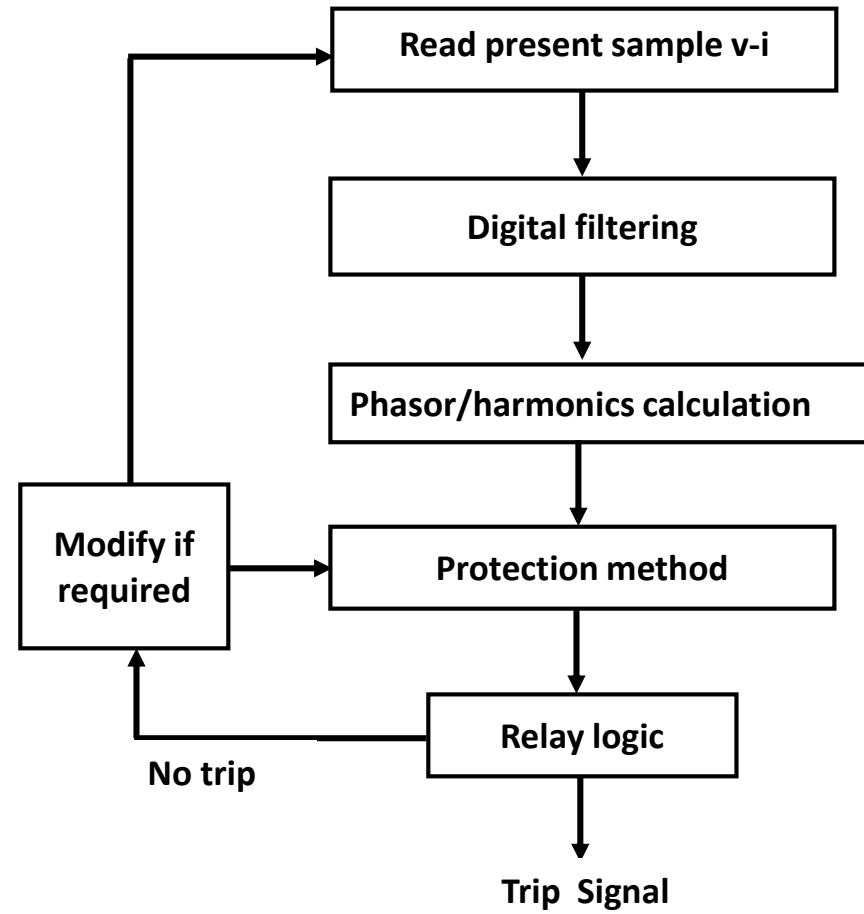 Read present sample v-i
Digital filtering
Phasor/harmonics calculation
Modify if
required
Protection method
Relay logic
No trip
Trip Signal